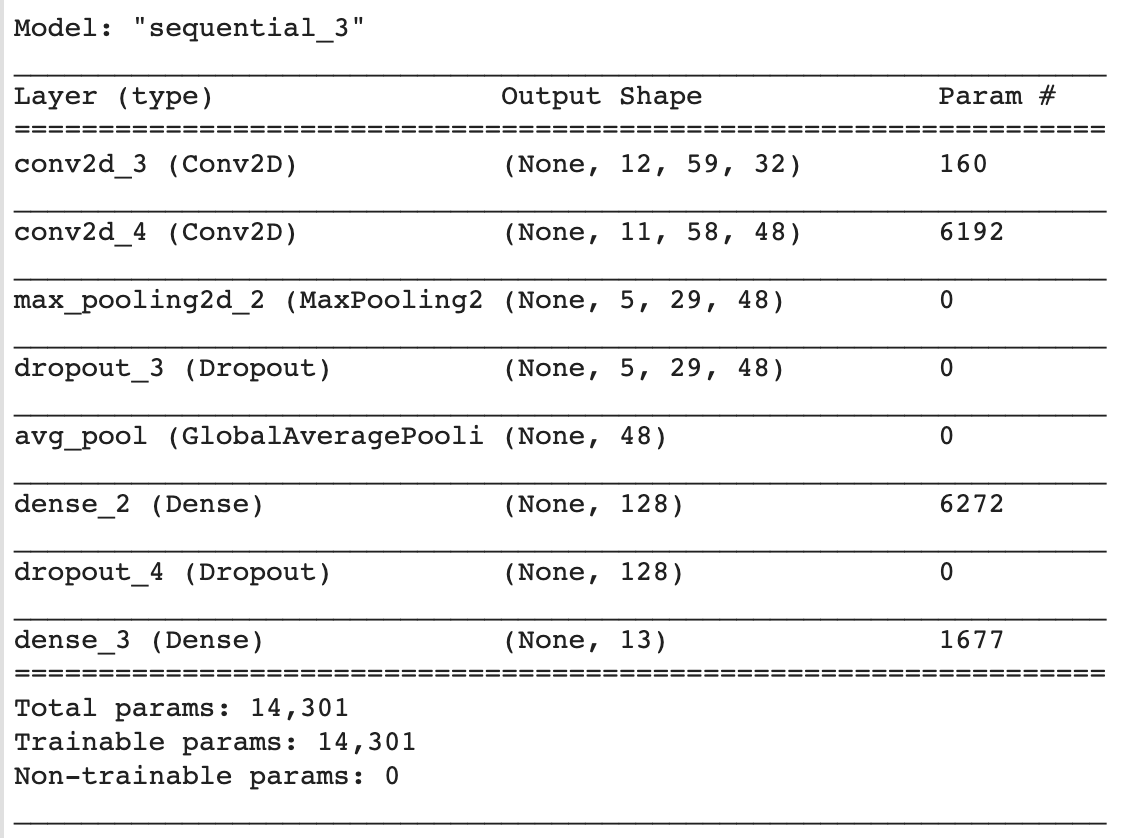 Model: "sequential_3"
Layer (type) Output Shape Param #
conv2d_3 (Conv2D) (None, 12, 59, 32) 160
conv2d_4 (Conv2D) (None, 11, 58, 48) 6192
max_pooling2d_2 (MaxPooling2 (None, 5, 29, 48) 0
dropout_3 (Dropout) (None, 5, 29, 48) 0
avg_pool (GlobalAveragePooli (None, 48) 0
dense_2 (Dense) (None, 128) 6272
dropout_4 (Dropout) (None, 128) 0
dense_3 (Dense) (None, 13) 1677
Total params: 14,301
Trainable params: 14,301
Non-trainable params: 0